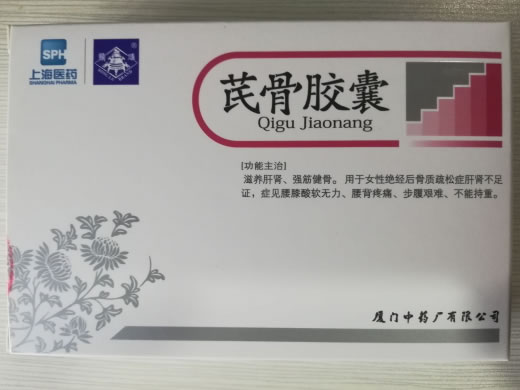 SPH
上海医药
SHANGHAI PHARMA
鼎炉
芪骨胶囊
Qigu Jiaonang
[功能主治]
滋养肝肾、强筋健骨。用于女性绝经后骨质疏松症肝肾不足
证，症见腰膝酸软无力、腰背疼痛、步履艰难、不能持重。
厦门中药厂有限公司